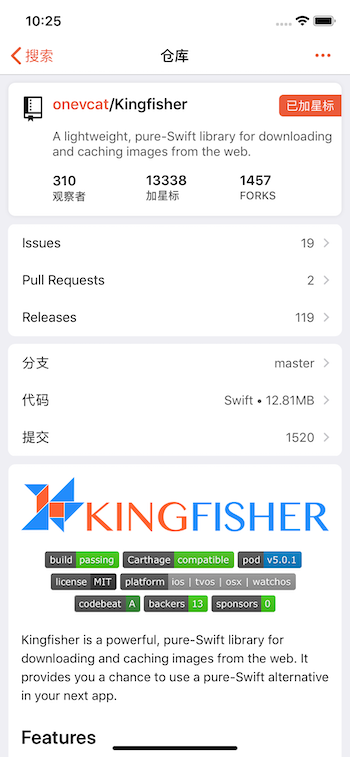 10:25
搜索
仓库
onevcat/Kingfisher
已加星标
A lightweight, pure-Swift library for downloading
and caching images from the web.
310 13338 1457
观察者 加星标 FORKS
Issues 19
Pull Requests 2
Releases 119
分支 master
代码 Swift • 12.81MB
提交 1520
KINGFISHER
build passing Carthage compatible pod v5.0.1
license MIT platform ios | tvos | osx | watchos
codebeat A backers 13 sponsors 0
Kingfisher is a powerful, pure-Swift library for
downloading and caching images from the web. It
provides you a chance to use a pure-Swift alternative
in your next app.
Features